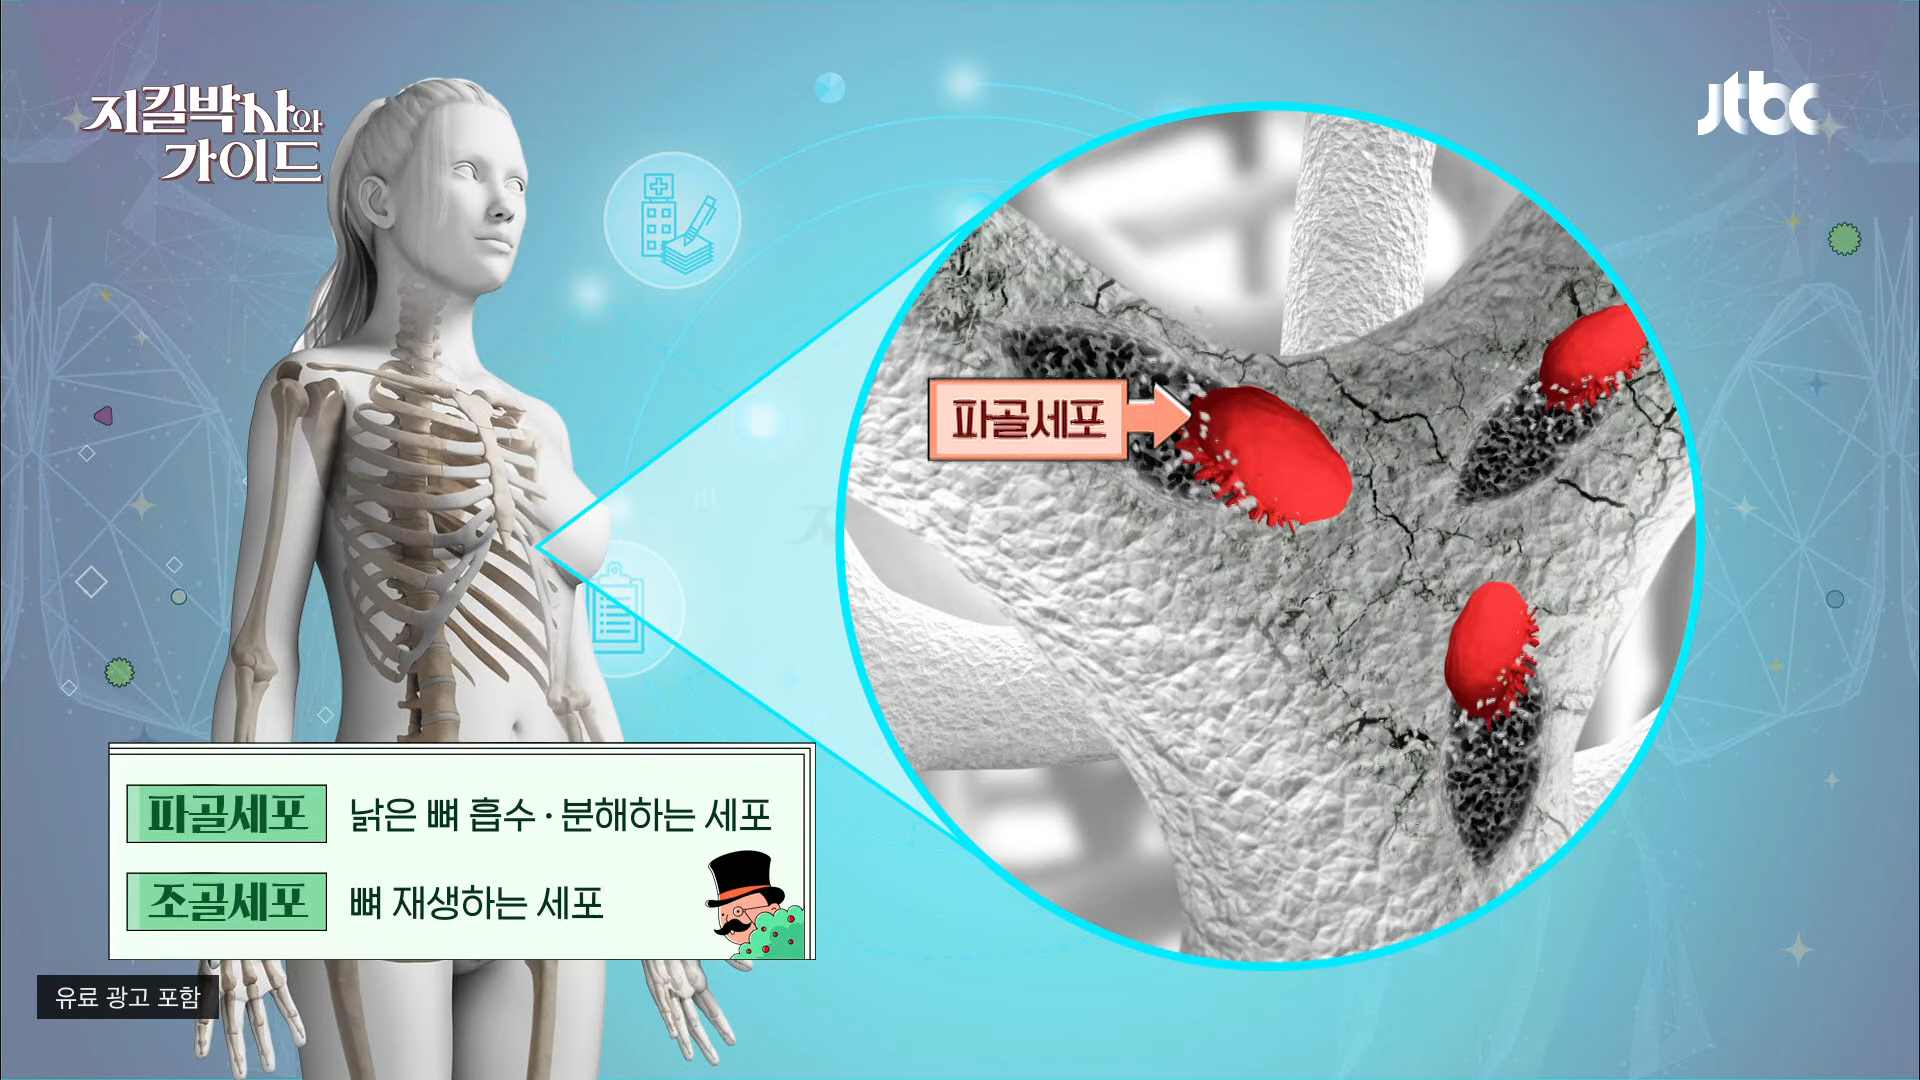 지킬박사와
가이드
jtbc
파골세포
파골세포 낡은 뼈 흡수·분해하는 세포
조골세포 뼈 재생하는 세포
유료 광고 포함